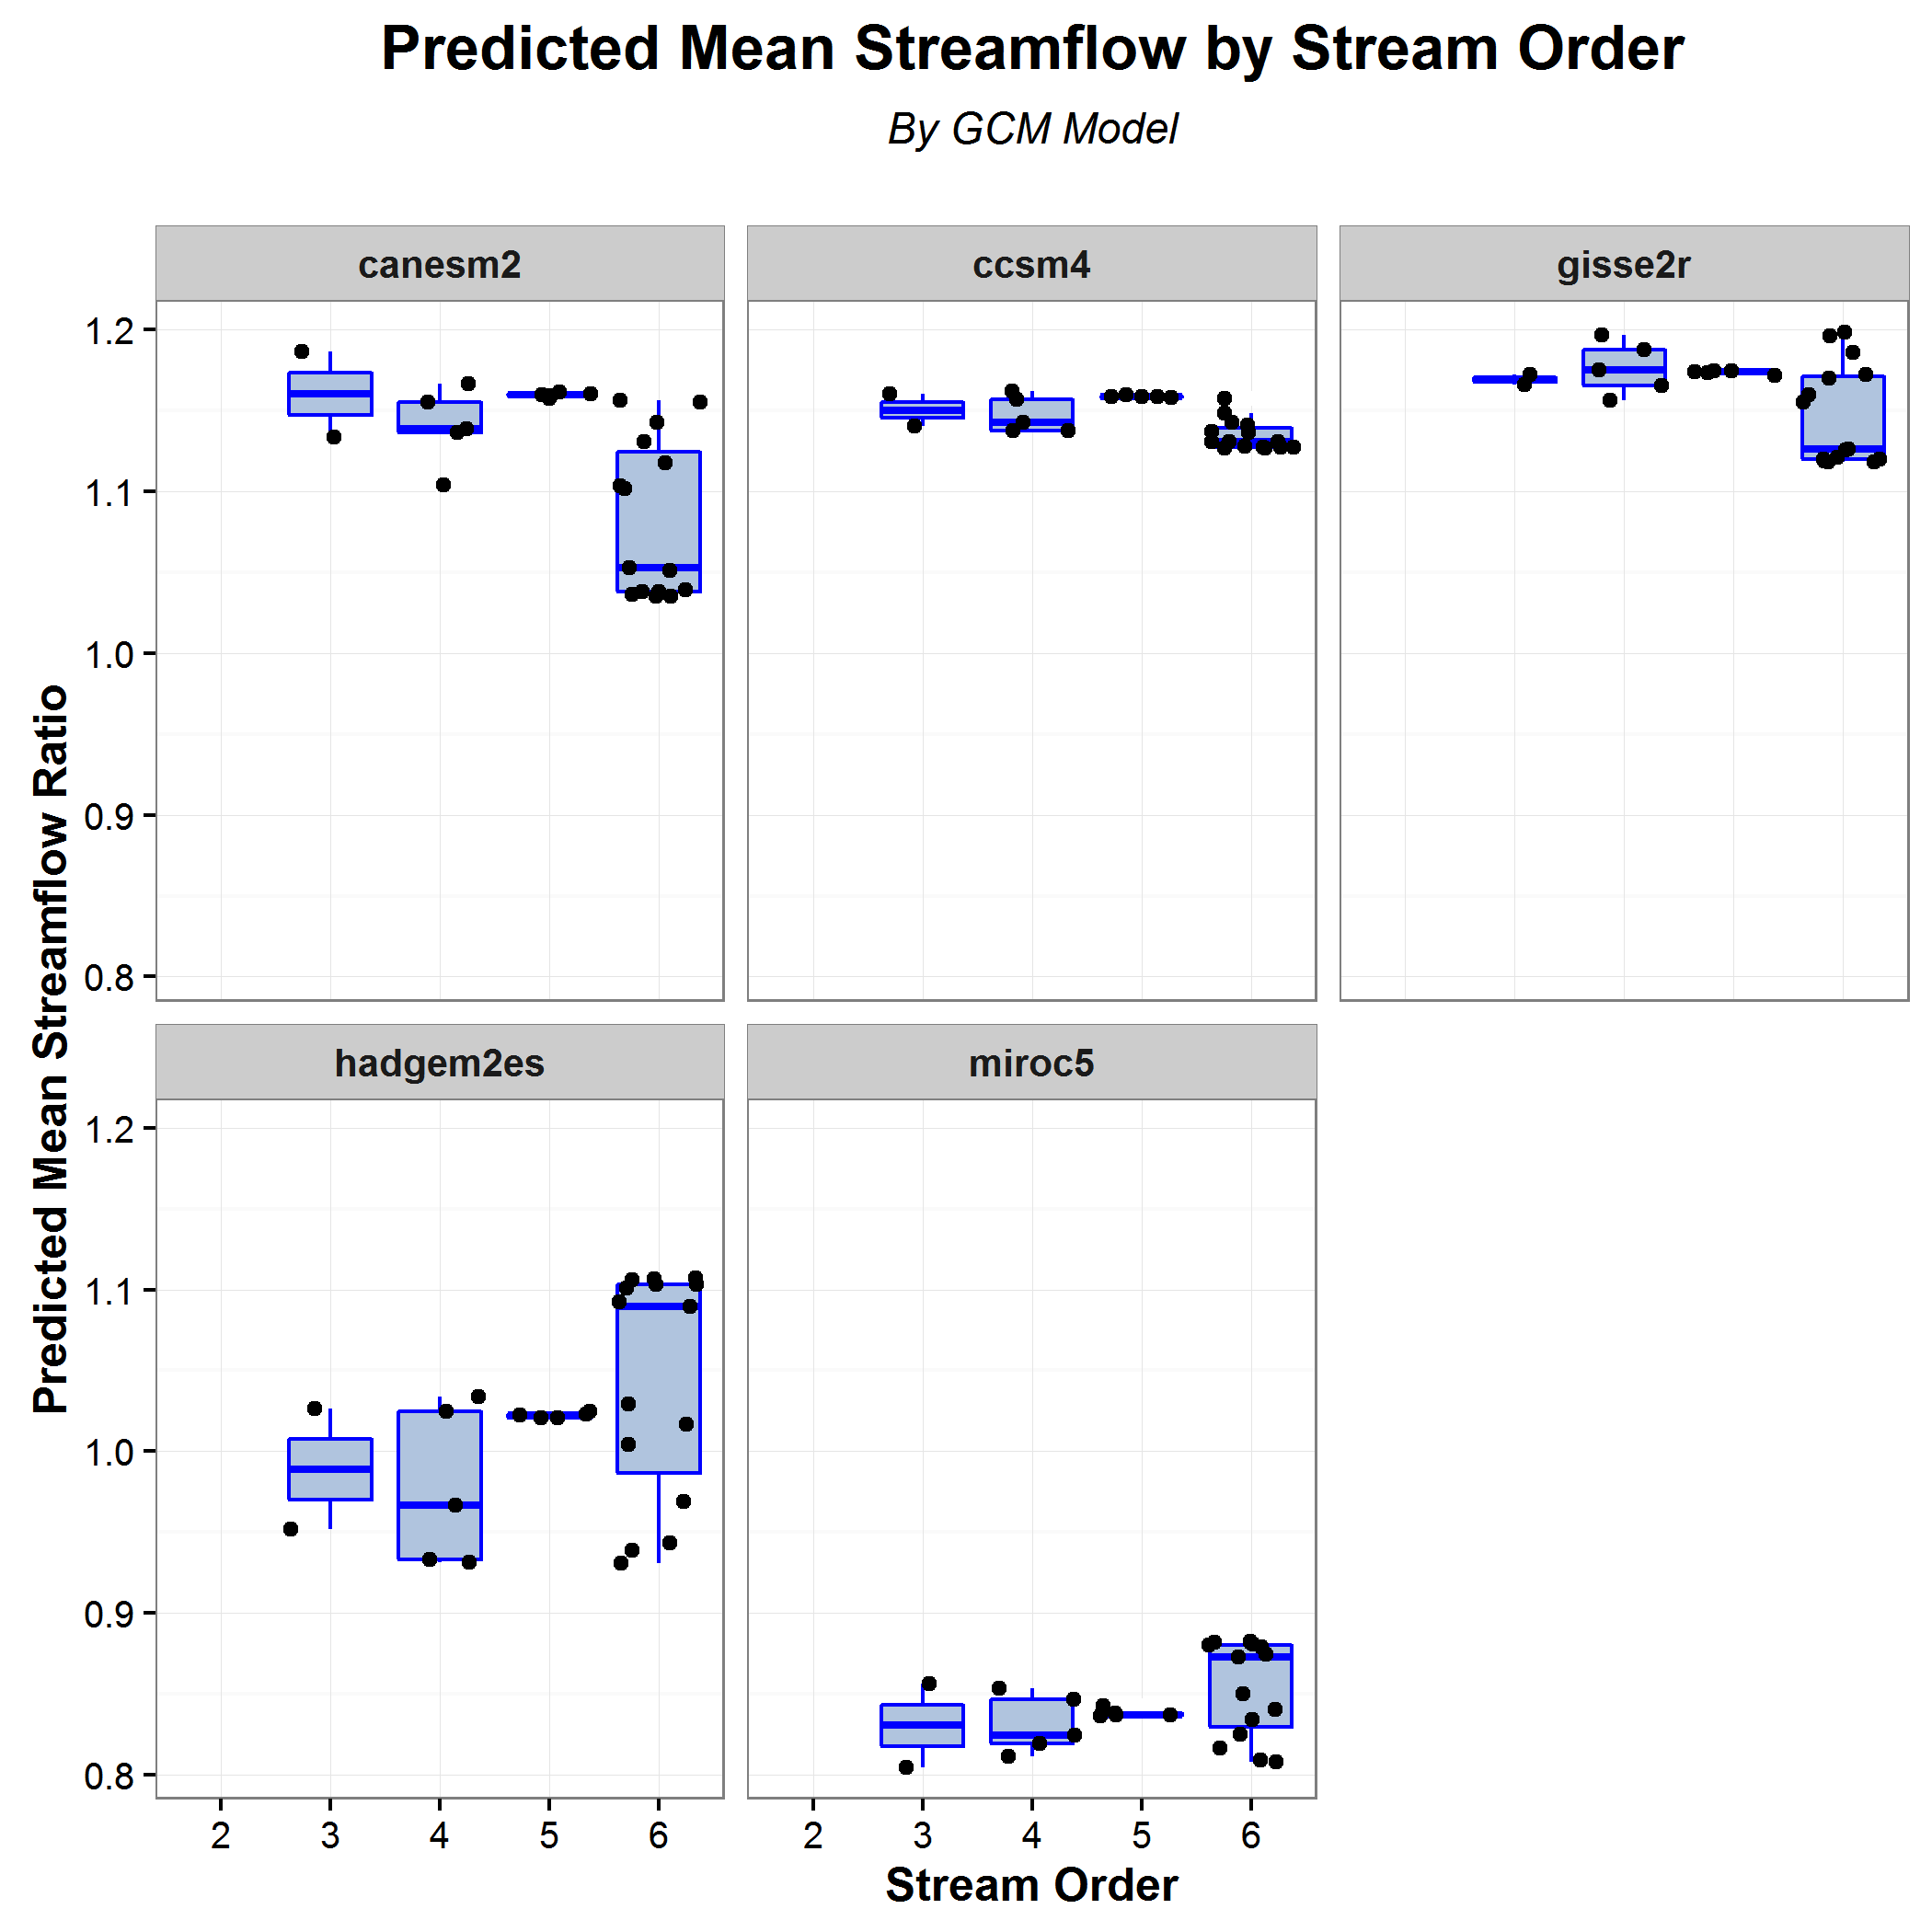 Predicted Mean Streamflow by Stream Order
By GCM Model
canesm2
ccsm4
gisse2r
1.2
1.1
1.0
0.9
0.8
Predicted Mean Streamflow Ratio
hadgem2es
miroc5
1.2
1.1
1.0
0.9
0.8
2 3 4 5 6
2 3 4 5 6
Stream Order